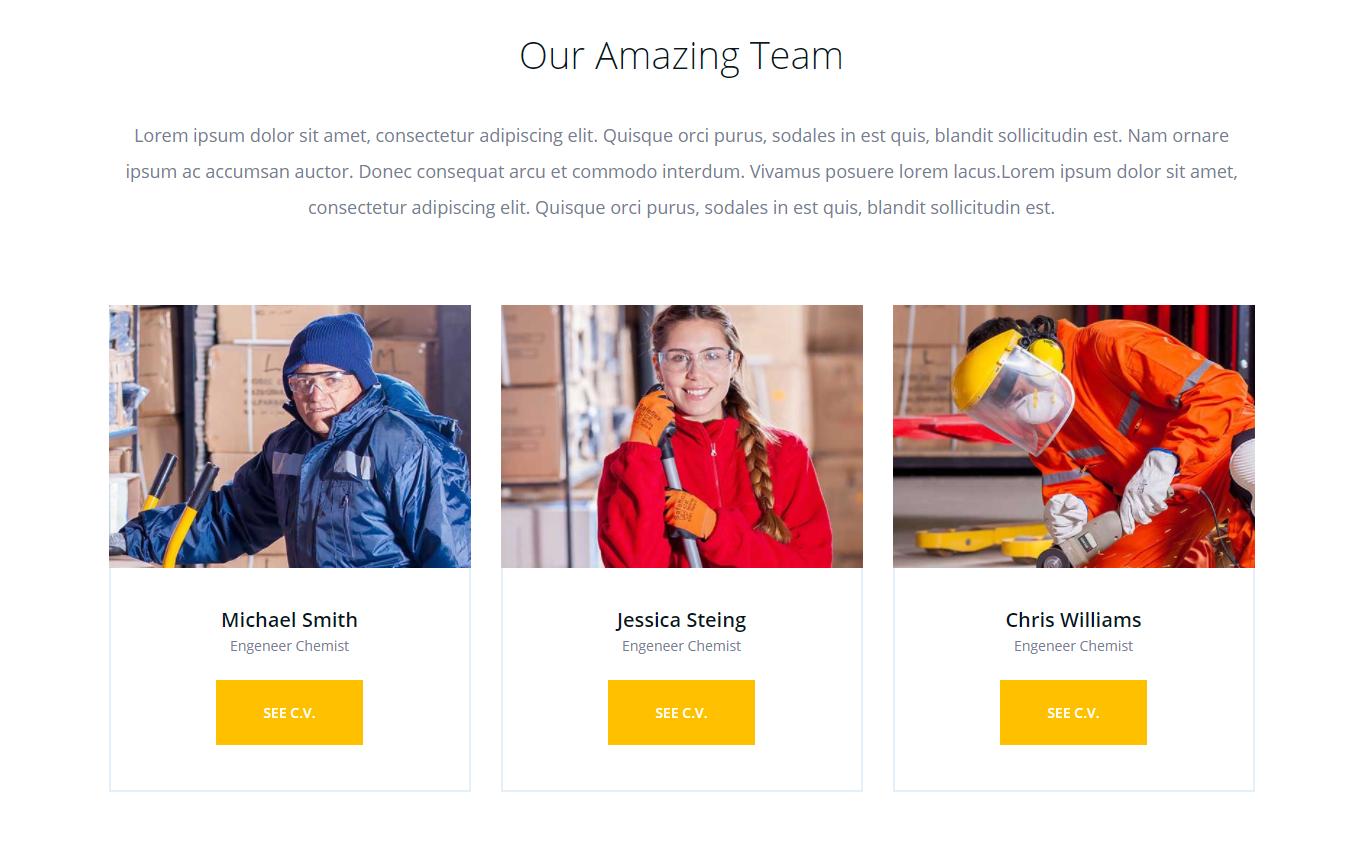 Our Amazing Team
Lorem ipsum dolor sit amet, consectetur adipiscing elit. Quisque orci purus, sodales in est quis, blandit sollicitudin est. Nam ornare
ipsum ac accumsan auctor. Donec consequat arcu et commodo interdum. Vivamus posuere lorem lacus.Lorem ipsum dolor sit amet,
consectetur adipiscing elit. Quisque orci purus, sodales in est quis, blandit sollicitudin est.
Michael Smith
Engeneer Chemist
SEE C.V.
Jessica Steing
Engeneer Chemist
SEE C.V.
Chris Williams
Engeneer Chemist
SEE C.V.